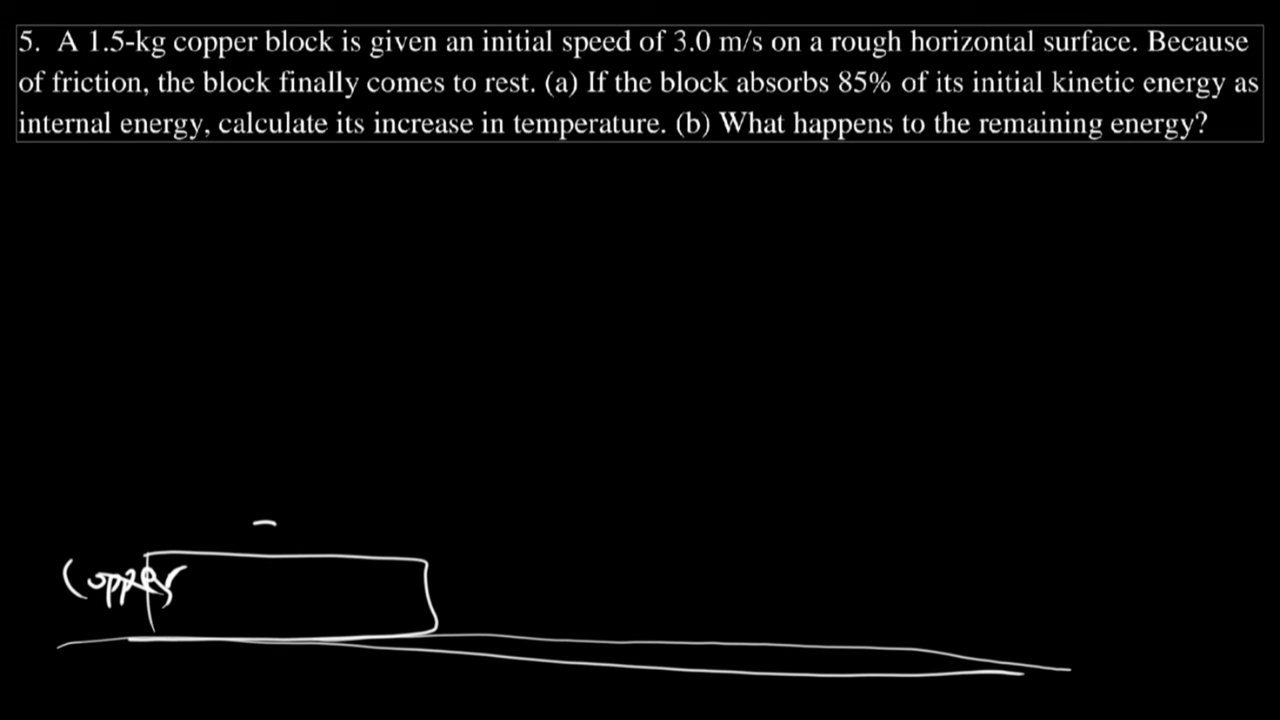 5. A 1.5-kg copper block is given an initial speed of 3.0 m/s on a rough horizontal surface. Because
of friction, the block finally comes to rest. (a) If the block absorbs 85% of its initial kinetic energy as
internal energy, calculate its increase in temperature. (b) What happens to the remaining energy?
Copper